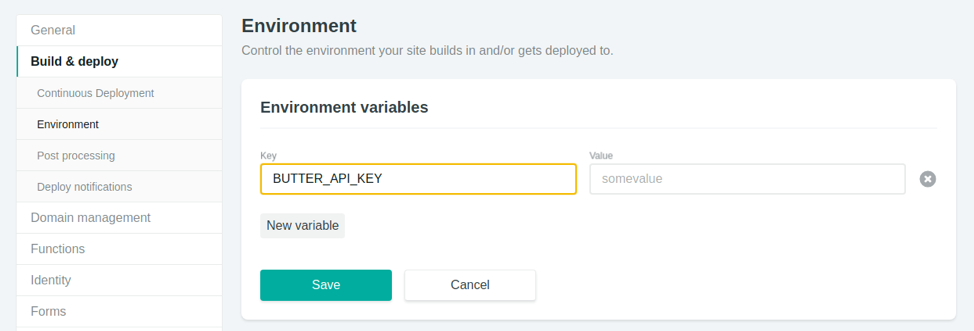 General
Build & deploy
Continuous Deployment
Environment
Post processing
Deploy notifications
Domain management
Functions
Identity
Forms
Environment
Control the environment your site builds in and/or gets deployed to.
Environment variables
Key
Value
BUTTER_API_KEY
somevalue
New variable
Save
Cancel